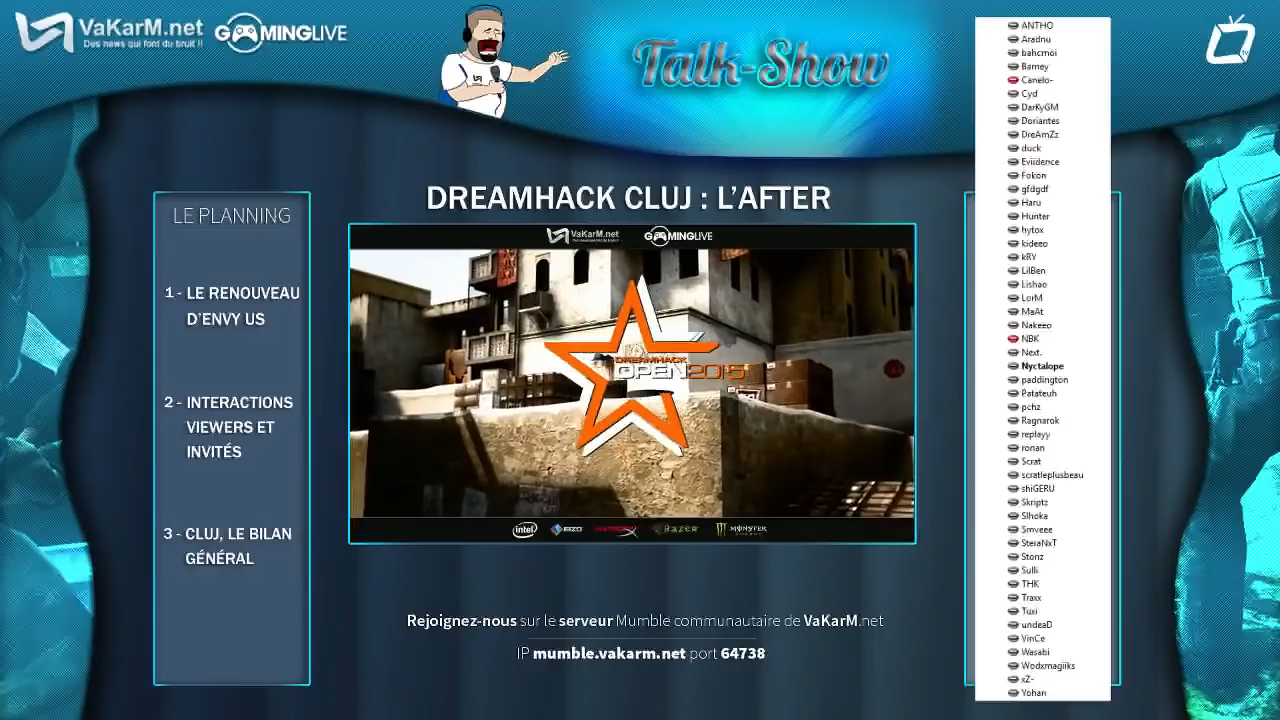 VaKarM.net
Des news qui font du bruit !!
GAMINGLIVE
Talk-Show
tv
LE PLANNING
1 - LE RENOUVEAU
D'ENVY US
2 - INTERACTIONS
VIEWERS ET
INVITÉS
3 - CLUJ, LE BILAN
GÉNÉRAL
DREAMHACK CLUJ : L'AFTER
VaKarM.net
GAMINGLIVE
DREAMHACK
OPEN2015
intel
RAZER
MONSTER
Rejoignez-nous sur le serveur Mumble communautaire de VaKarM.net
IP mumble.vakarm.net port 64738
ANTHO
Aradnu
bahcmoi
Barney
Canelo-
Cyd
DarKyGM
Doriantes
DreAmZz
duck
Eviidence
Fokon
gfdgdf
Haru
Hunter
hytox
kideeo
kRY
LilBen
Lishao
LorM
MaAt
Nakeeo
NBK
Next.
Nyctalope
paddington
Patateuh
pchz
Ragnarok
replayy
ronan
Scrat
scratleplusbeau
shiGERU
Skriptz
Slhoka
Smveee
SteraNxT
Stonz
Sulli
THK
Traxx
Tuxi
undeaD
VinCe
Wasabi
Wodxmagiiks
xZ-
Yohan